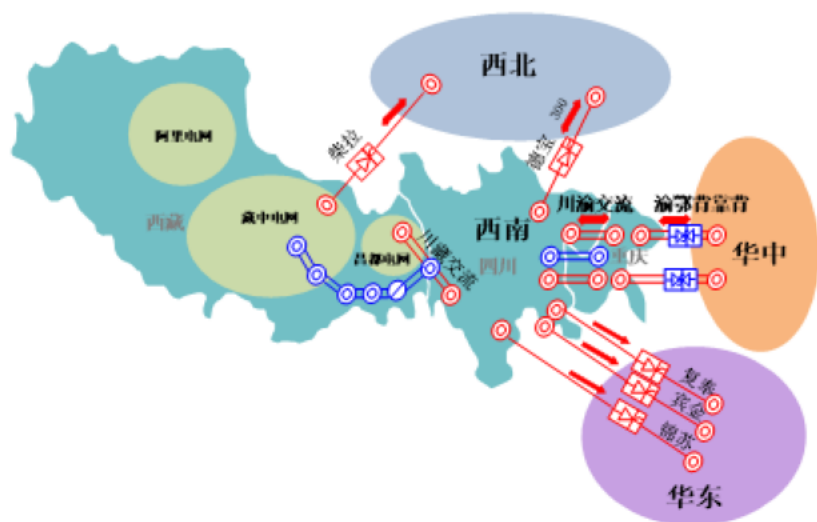 西北
阿里电网
柴拉
300
德宝
西藏
藏中电网
昌都电网
川藏交流
西南
四川
川渝交流
渝鄂背靠背
重庆
华中
复奉
宾金
锦苏
华东